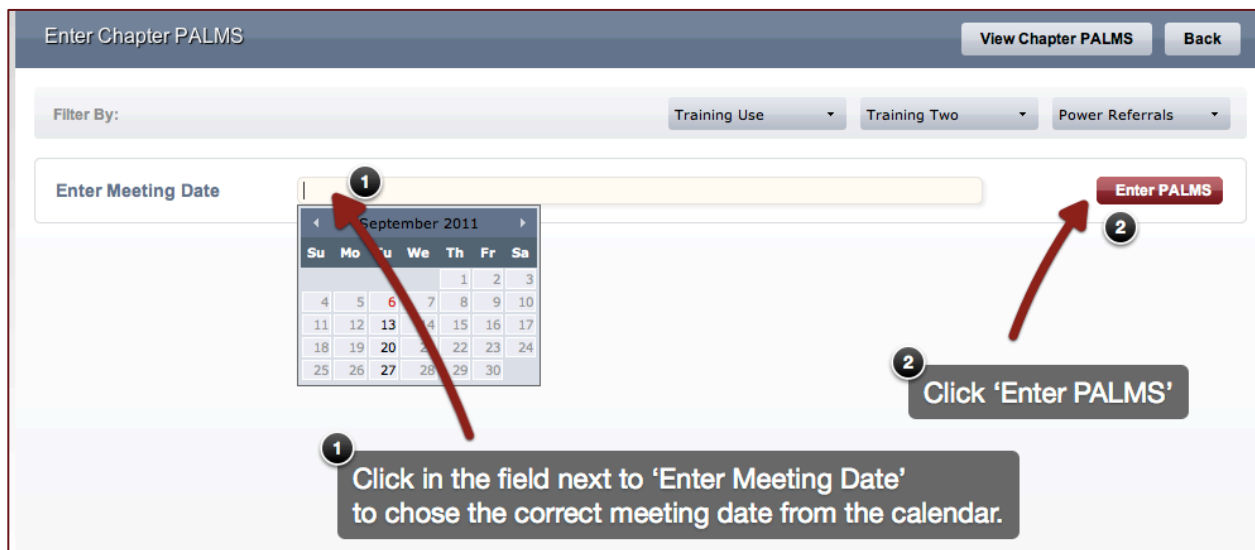 Enter Chapter PALMS
View Chapter PALMS
Back
Filter By:
Training Use
Training Two
Power Referrals
Enter Meeting Date
1
Enter PALMS
2
September 2011
Su Mo Tu We Th Fr Sa
1 2 3
4 5 6 7 8 9 10
11 12 13 14 15 16 17
18 19 20 22 23 24
25 26 27 28 29 30
2
Click ‘Enter PALMS’
1
Click in the field next to ‘Enter Meeting Date’
to chose the correct meeting date from the calendar.